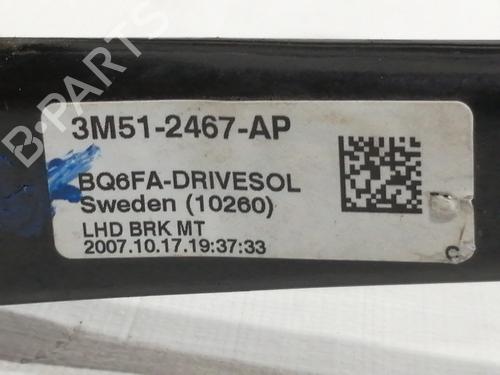 B-PARTS
3M51-2467-AP
BQ6FA-DRIVESOL
Sweden (10260)
LHD BRK MT
2007.10.17.19:37:33